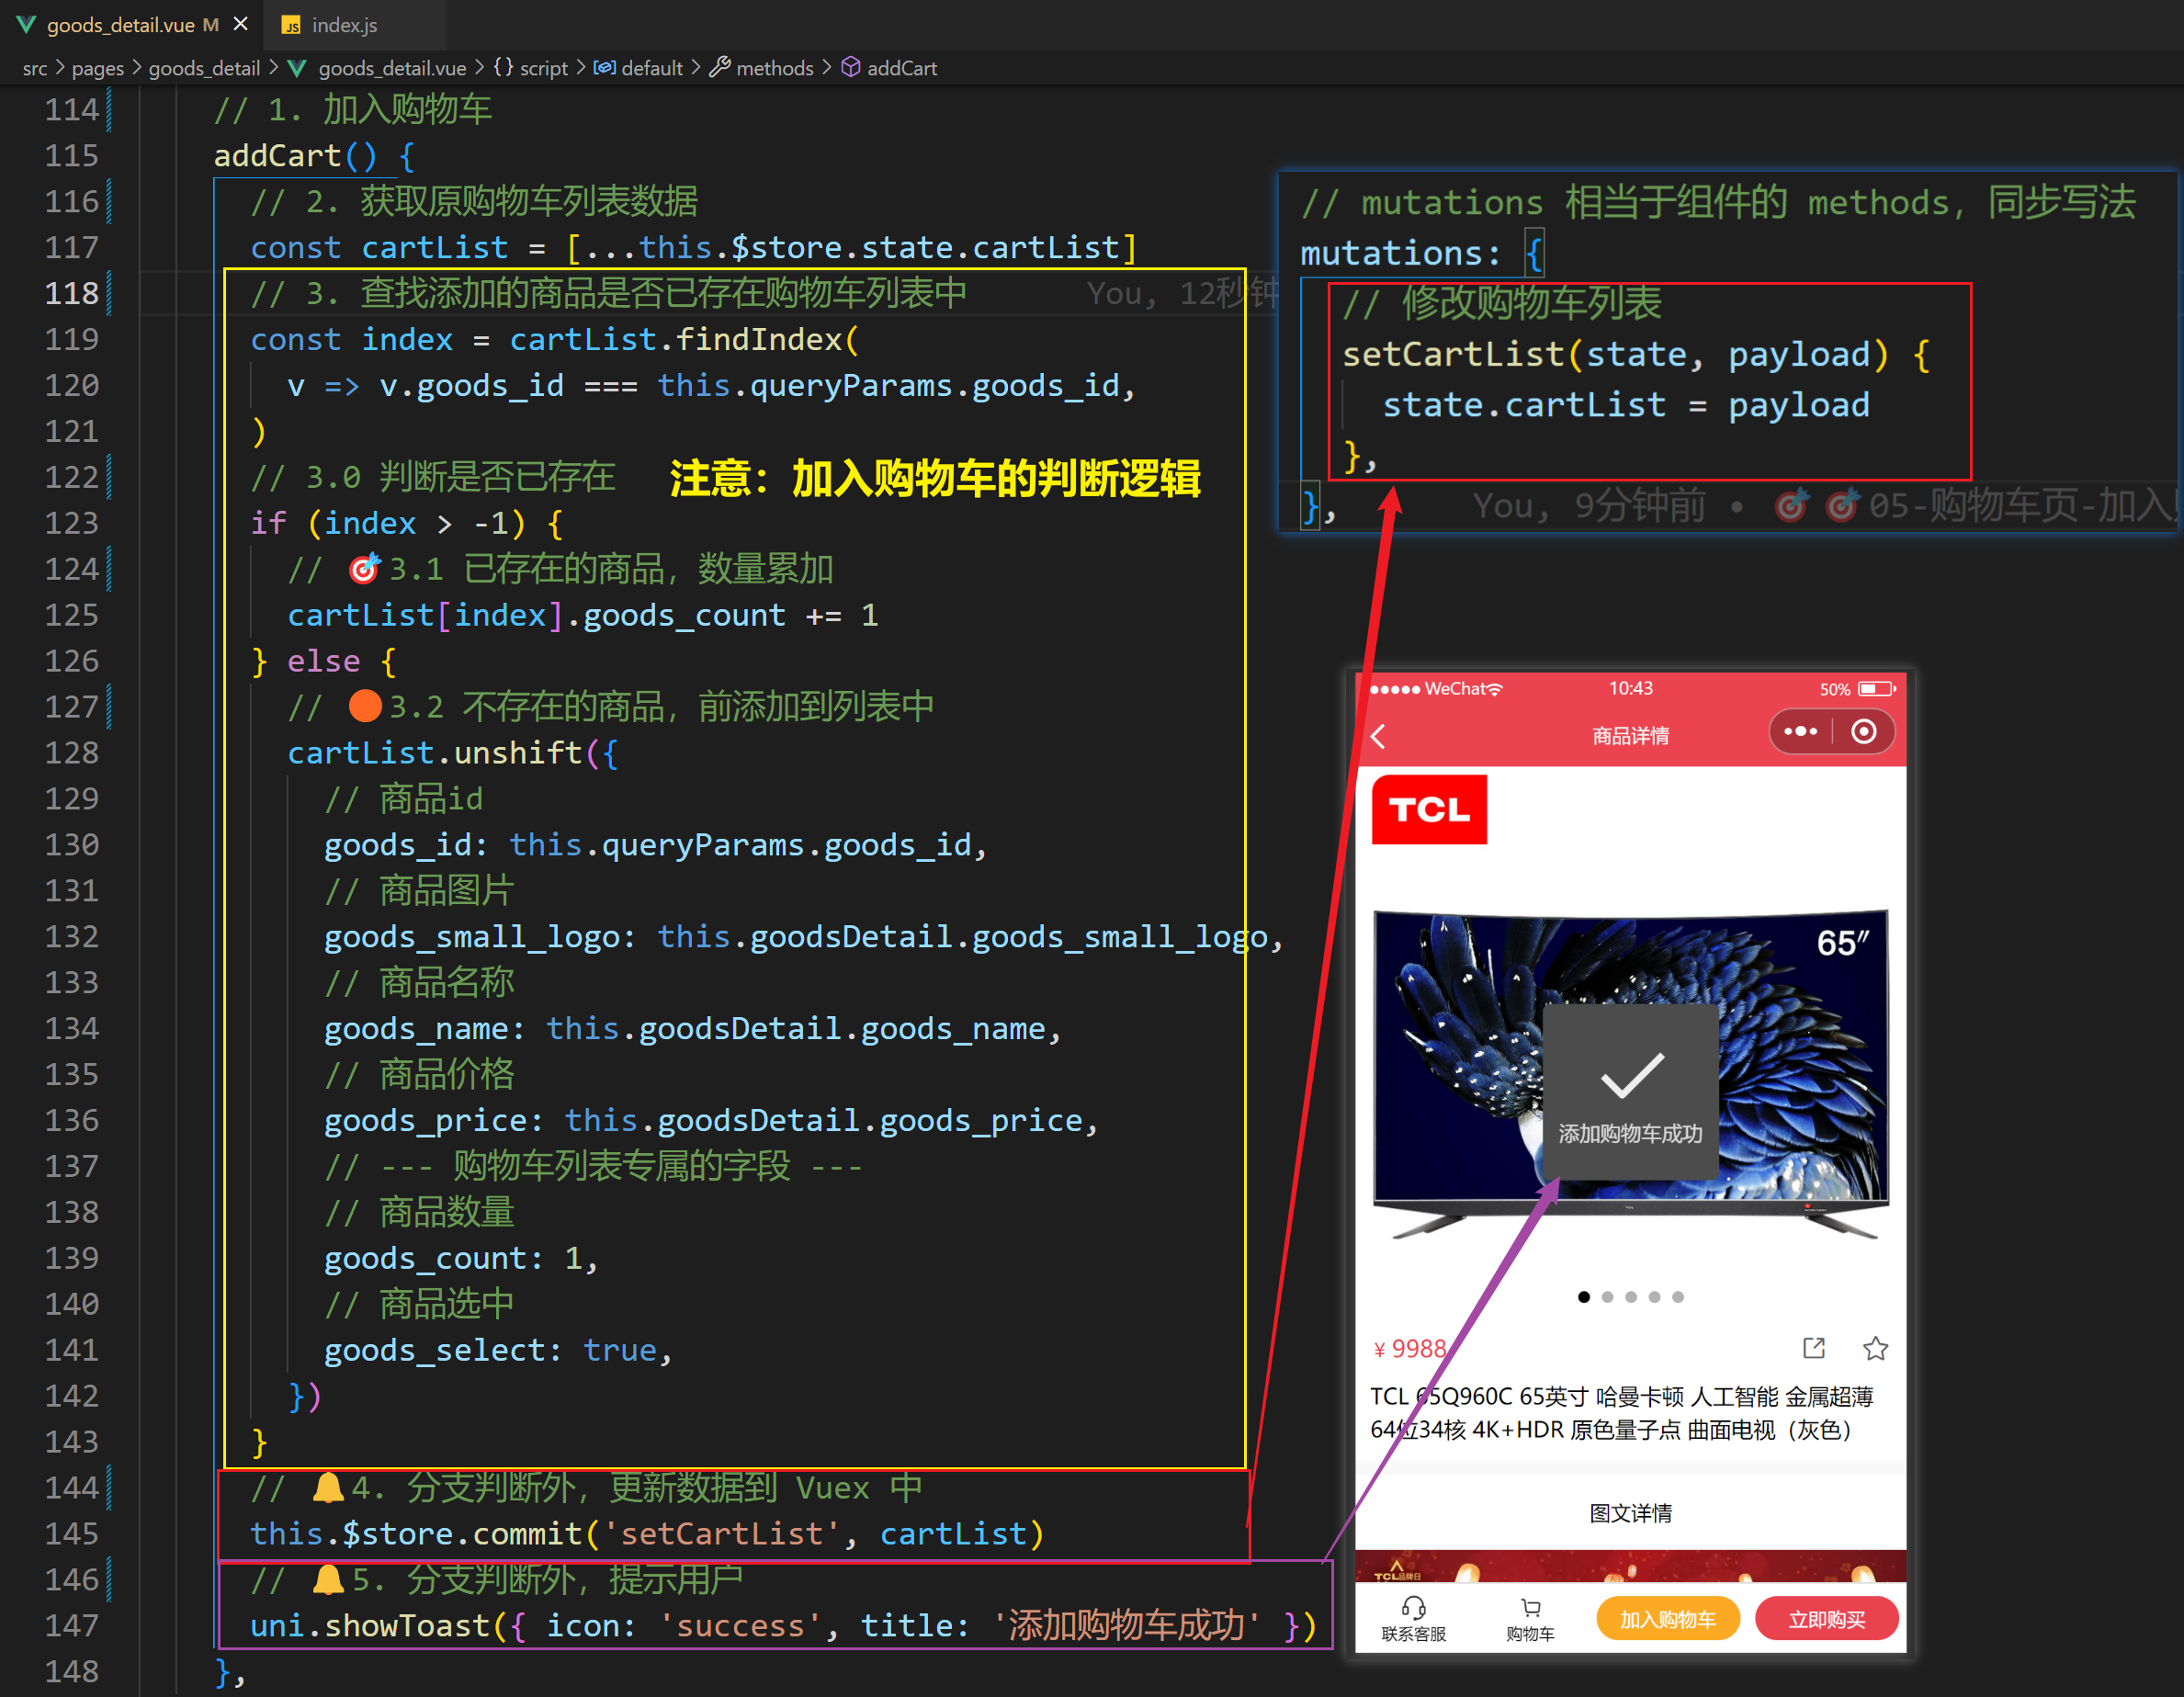 goods_detail.vue M ×
JS index.js
src > pages > goods_detail > goods_detail.vue > {} script > default > methods > addCart
114 // 1. 加入购物车
115 addCart() {
116 // 2. 获取原购物车列表数据
117 const cartList = [...this.$store.state.cartList]
118 // 3. 查找添加的商品是否已存在购物车列表中 You, 12秒钟
119 const index = cartList.findIndex(
120 v => v.goods_id === this.queryParams.goods_id,
121 )
122 // 3.0 判断是否已存在 注意：加入购物车的判断逻辑
123 if (index > -1) {
124 // 🎯3.1 已存在的商品，数量累加
125 cartList[index].goods_count += 1
126 } else {
127 // 🟠3.2 不存在的商品，前添加到列表中
128 cartList.unshift({
129 // 商品id
130 goods_id: this.queryParams.goods_id,
131 // 商品图片
132 goods_small_logo: this.goodsDetail.goods_small_logo,
133 // 商品名称
134 goods_name: this.goodsDetail.goods_name,
135 // 商品价格
136 goods_price: this.goodsDetail.goods_price,
137 // --- 购物车列表专属的字段 ---
138 // 商品数量
139 goods_count: 1,
140 // 商品选中
141 goods_select: true,
142 })
143 }
144 // 🔔4. 分支判断外，更新数据到 Vuex 中
145 this.$store.commit('setCartList', cartList)
146 // 🔔5. 分支判断外，提示用户
147 uni.showToast({ icon: 'success', title: '添加购物车成功' })
148 },
// mutations 相当于组件的 methods，同步写法
mutations: {
// 修改购物车列表
setCartList(state, payload) {
state.cartList = payload
},
}, You, 9分钟前 • 🎯 🎯05-购物车页-加入
WeChat 10:43 50%
商品详情
TCL
65″
添加购物车成功
¥ 9988
TCL 65Q960C 65英寸 哈曼卡顿 人工智能 金属超薄
64位34核 4K+HDR 原色量子点 曲面电视（灰色）
图文详情
TCL品牌日
联系客服 购物车 加入购物车 立即购买